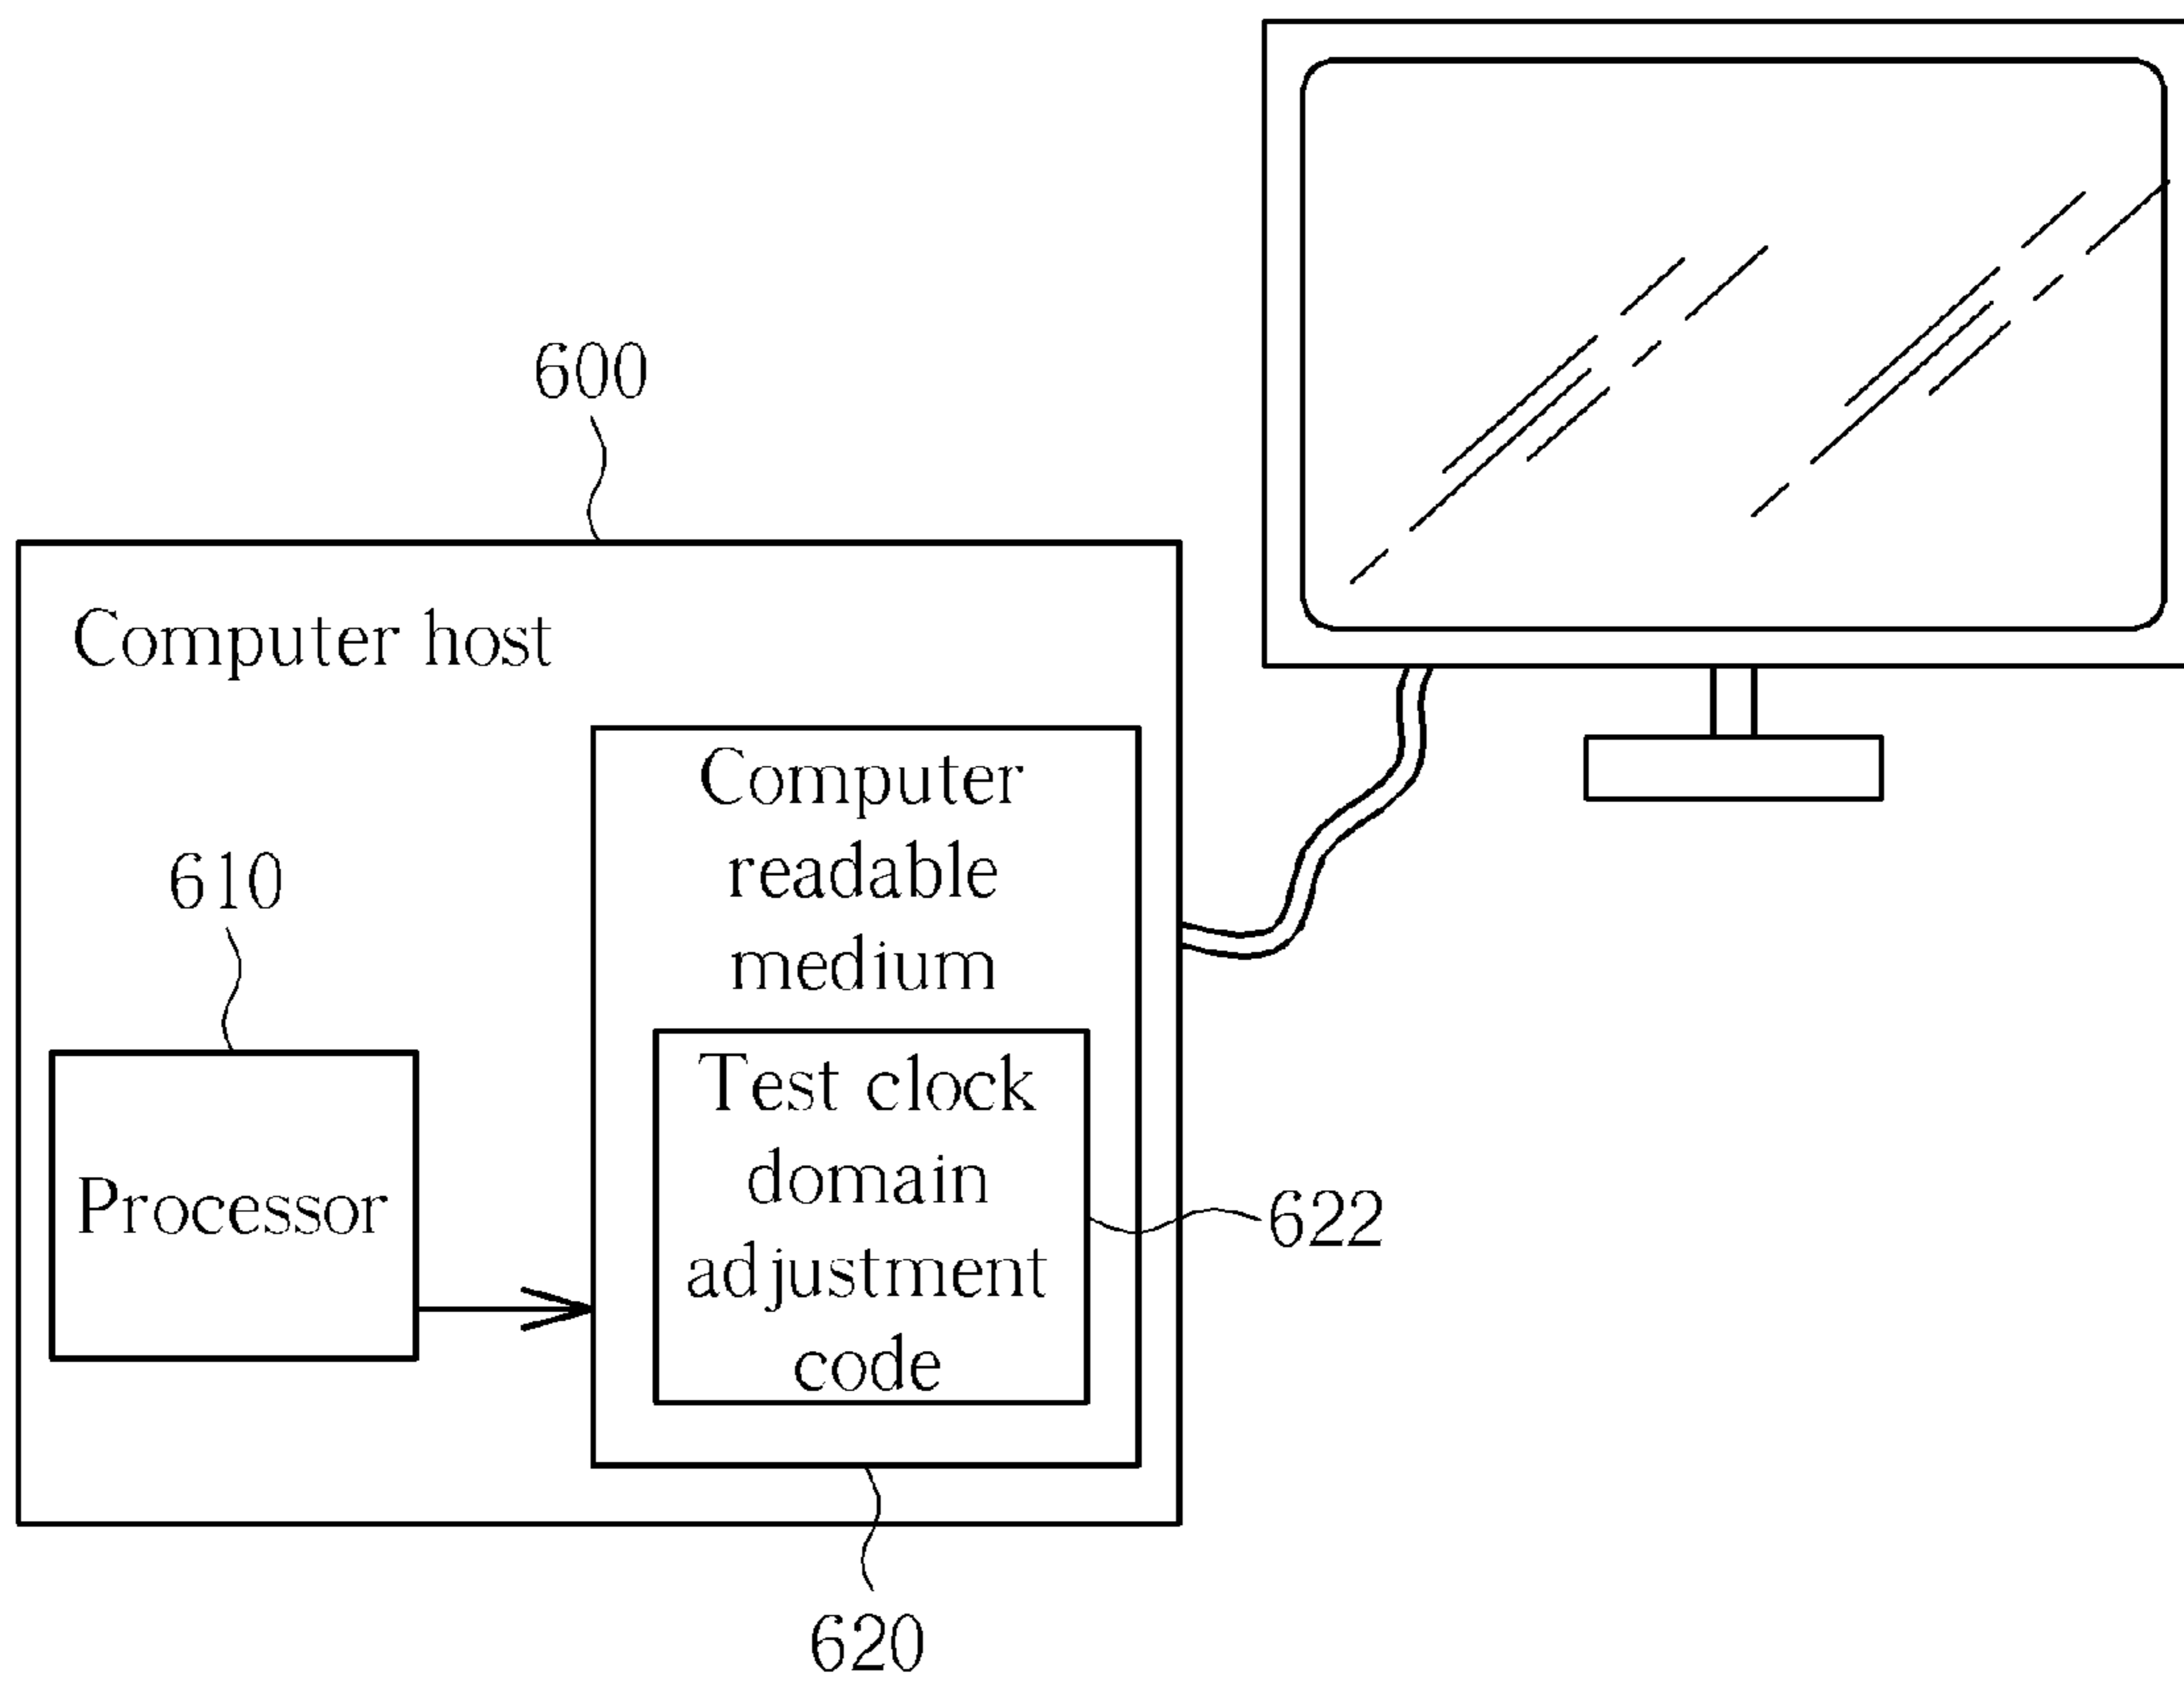 600
Computer host
Computer
readable
medium
610
Test clock
domain
adjustment
code
Processor
622
620